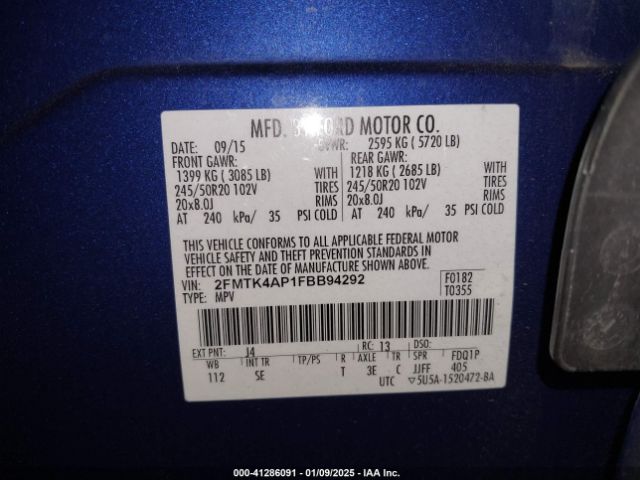 MFD. BY FORD MOTOR CO.
DATE: 09/15 GVWR: 2595 KG ( 5720 LB)
FRONT GAWR: REAR GAWR:
1399 KG ( 3085 LB) WITH 1218 KG ( 2685 LB) WITH
245/50R20 102V TIRES 245/50R20 102V TIRES
20x8.0J RIMS 20x8.0J RIMS
AT 240 kPa/ 35 PSI COLD AT 240 kPa/ 35 PSI COLD
THIS VEHICLE CONFORMS TO ALL APPLICABLE FEDERAL MOTOR
VEHICLE SAFETY AND THEFT PREVENTION STANDARDS IN
EFFECT ON THE DATE OF MANUFACTURE SHOWN ABOVE.
VIN: 2FMTK4AP1FBB94292 F0182
TYPE: MPV T0355
EXT PNT: J4 RC: 13 DSO:
WB INT TR TP/PS R AXLE TR SPR FDQ1P
112 SE T 3E C JJFF 405
UTC ▽5U5A-1520472-BA
000-41286091 - 01/09/2025 - IAA Inc.